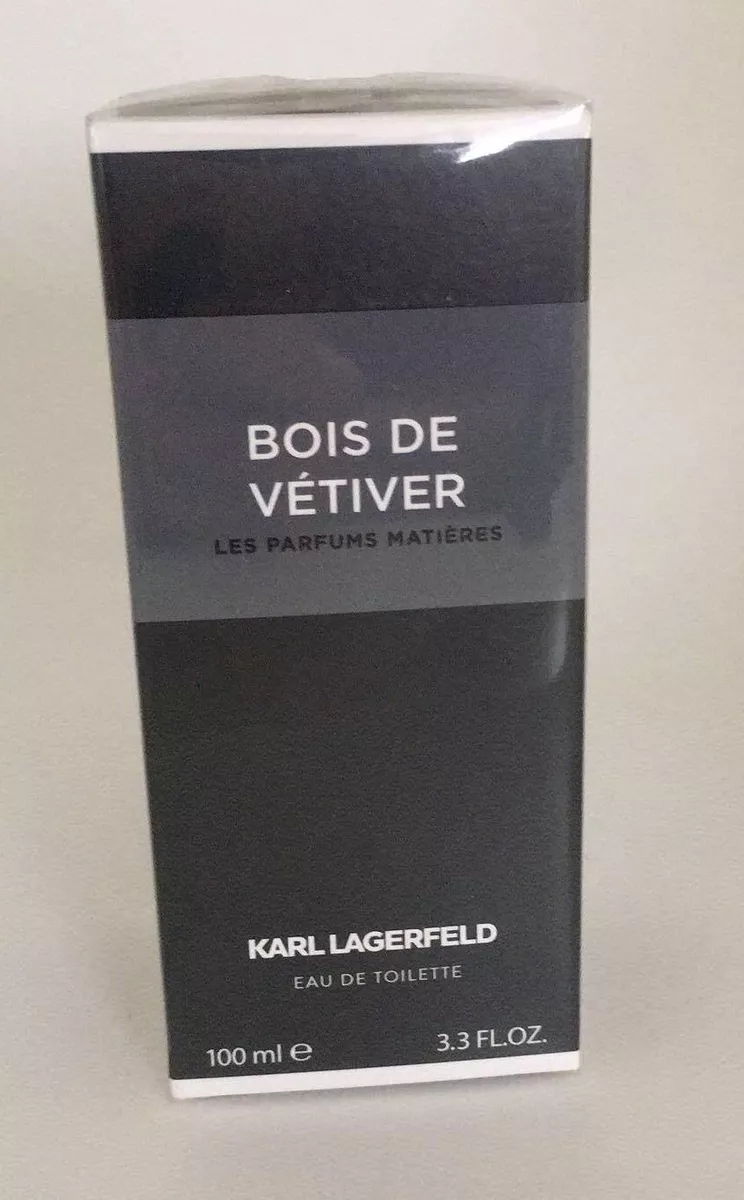 BOIS DE
VÉTIVER
LES PARFUMS MATIÈRES
KARL LAGERFELD
EAU DE TOILETTE
100 ml ℮ 3.3 FL.OZ.